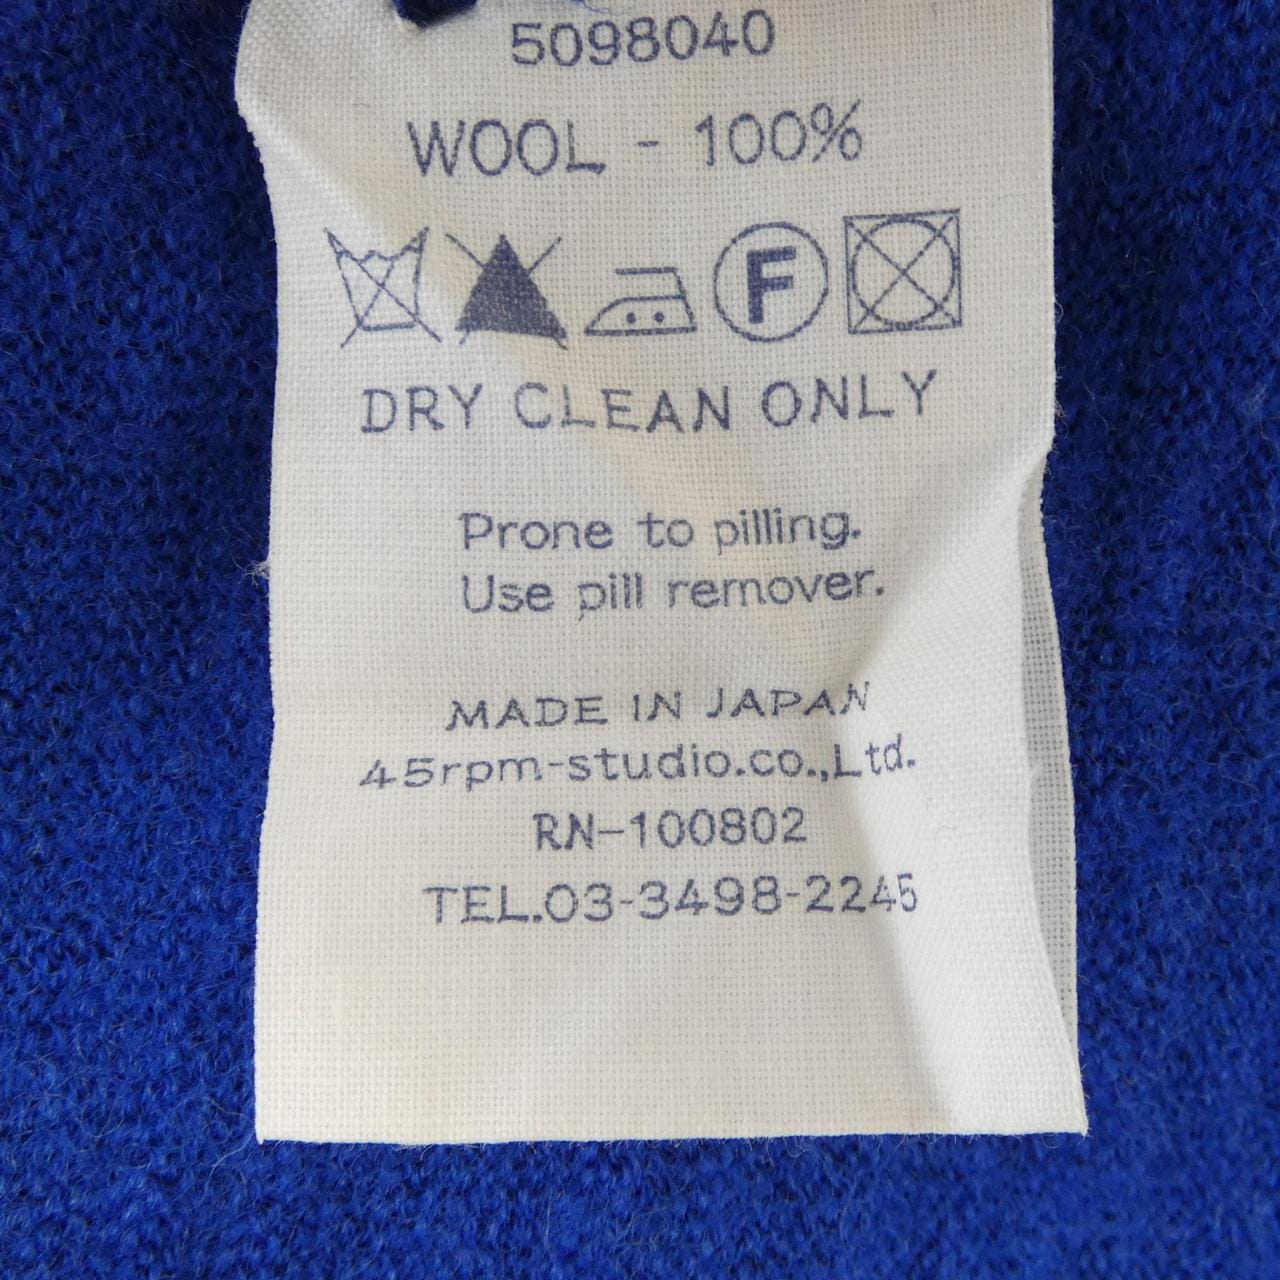 5098040
WOOL - 100%
F
DRY CLEAN ONLY
Prone to pilling.
Use pill remover.
MADE IN JAPAN
45rpm-studio.co.,Ltd.
RN-100802
TEL.03-3498-2245